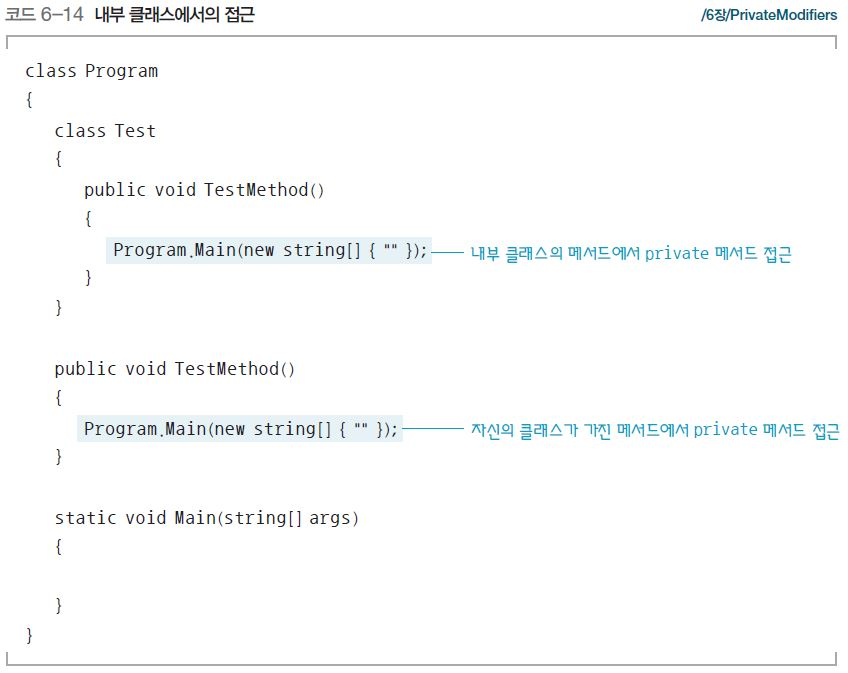 코드 6-14 내부 클래스에서의 접근 /6장/PrivateModifiers
class Program
{
class Test
{
public void TestMethod()
{
Program.Main(new string[] { "" }); 내부 클래스의 메서드에서 private 메서드 접근
}
}
public void TestMethod()
{
Program.Main(new string[] { "" }); 자신의 클래스가 가진 메서드에서 private 메서드 접근
}
static void Main(string[] args)
{
}
}